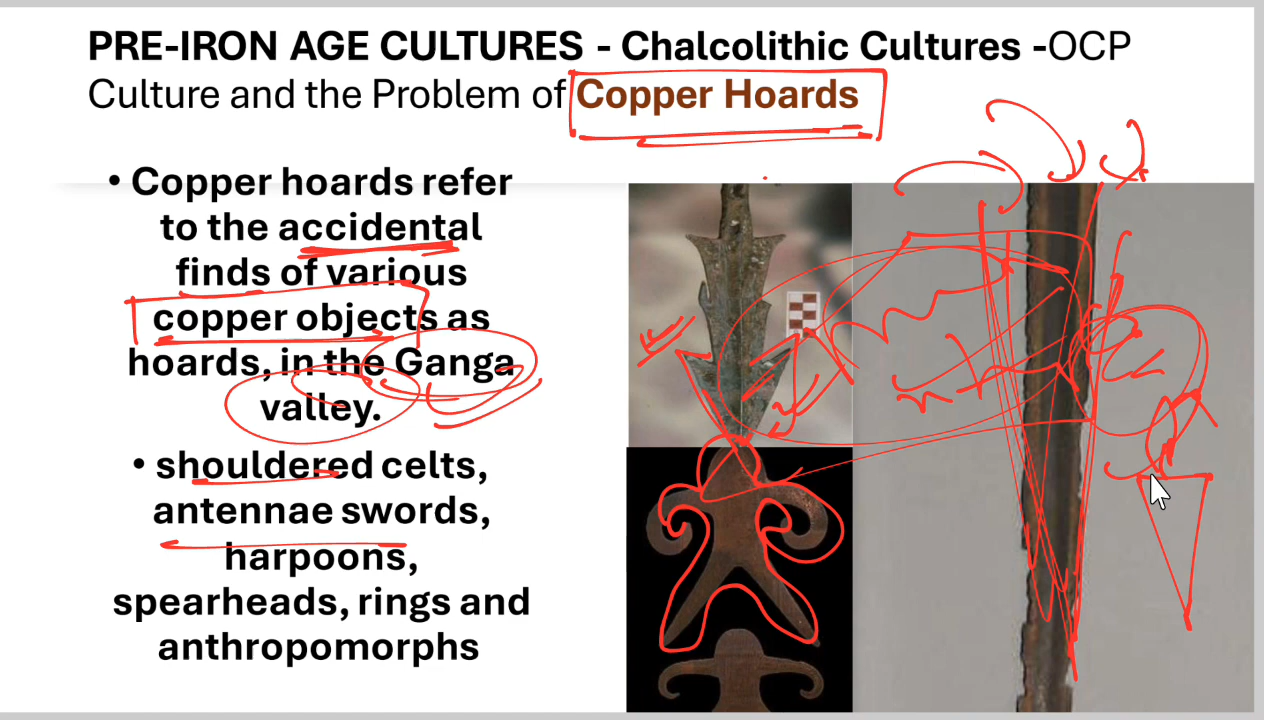 PRE-IRON AGE CULTURES - Chalcolithic Cultures -OCP
Culture and the Problem of Copper Hoards
• Copper hoards refer
to the accidental
finds of various
copper objects as
hoards, in the Ganga
valley.
• shouldered celts,
antennae swords,
harpoons,
spearheads, rings and
anthropomorphs